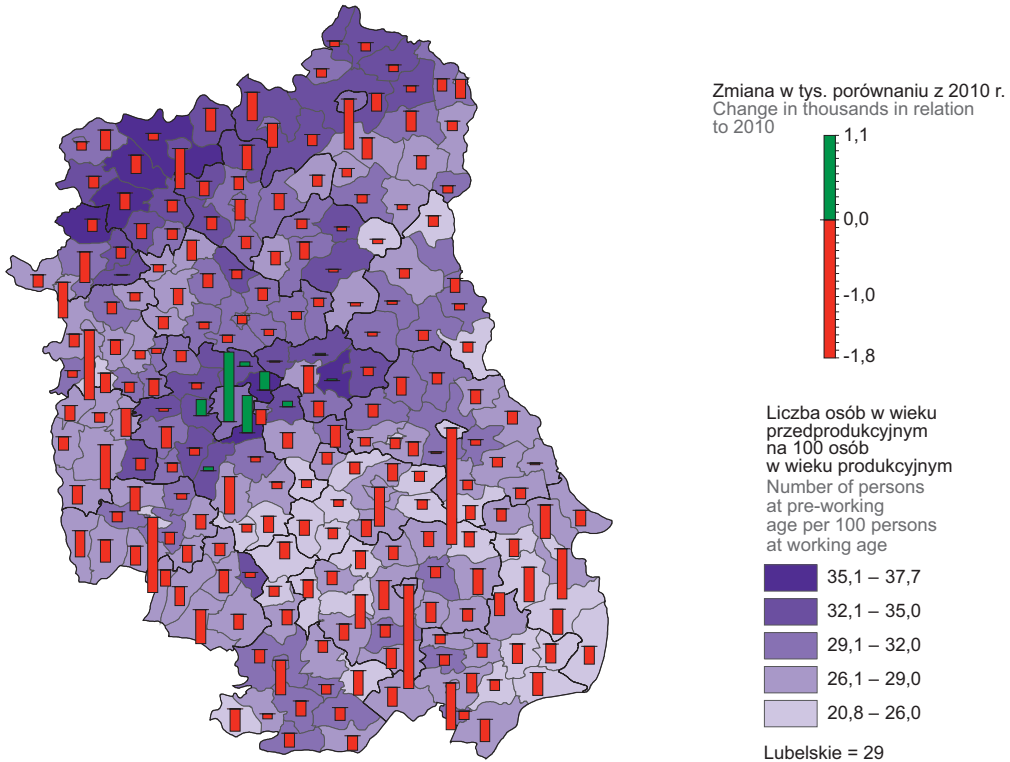 Zmiana w tys. porównaniu z 2010 r.
Change in thousands in relation
to 2010
1,1
0,0
-1,0
-1,8
Liczba osób w wieku
przedprodukcyjnym
na 100 osób
w wieku produkcyjnym
Number of persons
at pre-working
age per 100 persons
at working age
35,1 – 37,7
32,1 – 35,0
29,1 – 32,0
26,1 – 29,0
20,8 – 26,0
Lubelskie = 29